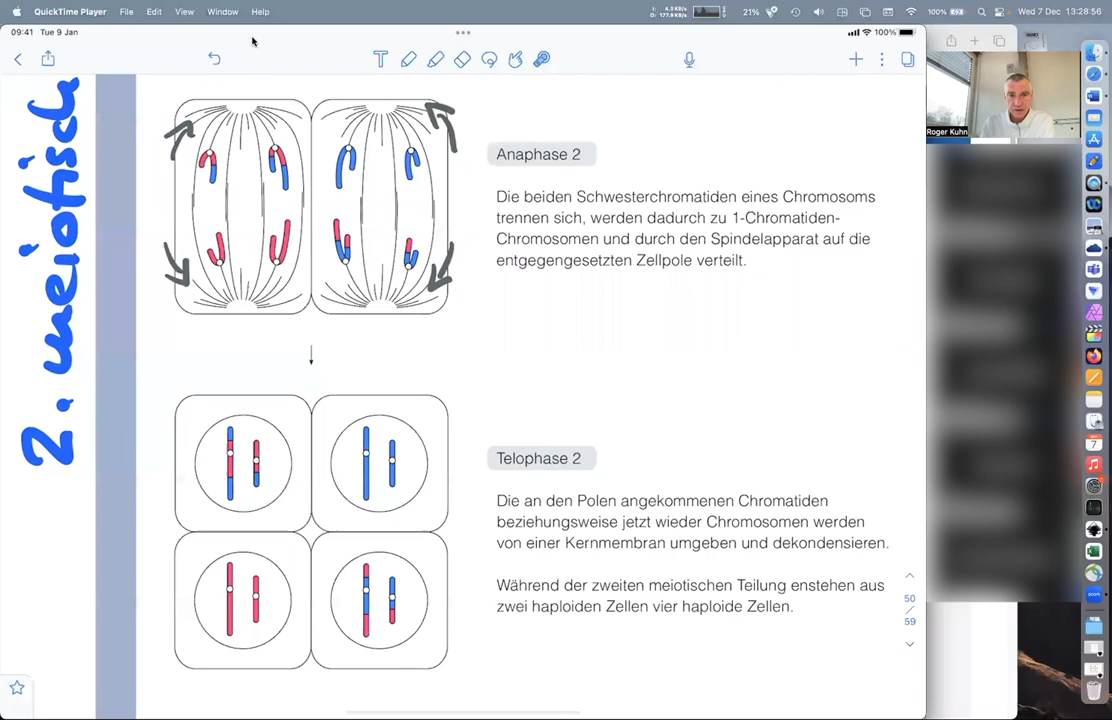 QuickTime Player File Edit View Window Help
21% 100% Wed 7 Dec 13:28:56
09:41 Tue 9 Jan
100%
Roger Kuhn
2. meiotisch
Anaphase 2
Die beiden Schwesterchromatiden eines Chromosoms
trennen sich, werden dadurch zu 1-Chromatiden-
Chromosomen und durch den Spindelapparat auf die
entgegengesetzten Zellpole verteilt.
Telophase 2
Die an den Polen angekommenen Chromatiden
beziehungsweise jetzt wieder Chromosomen werden
von einer Kernmembran umgeben und dekondensieren.
Während der zweiten meiotischen Teilung enstehen aus
zwei haploiden Zellen vier haploide Zellen.
50
/
59